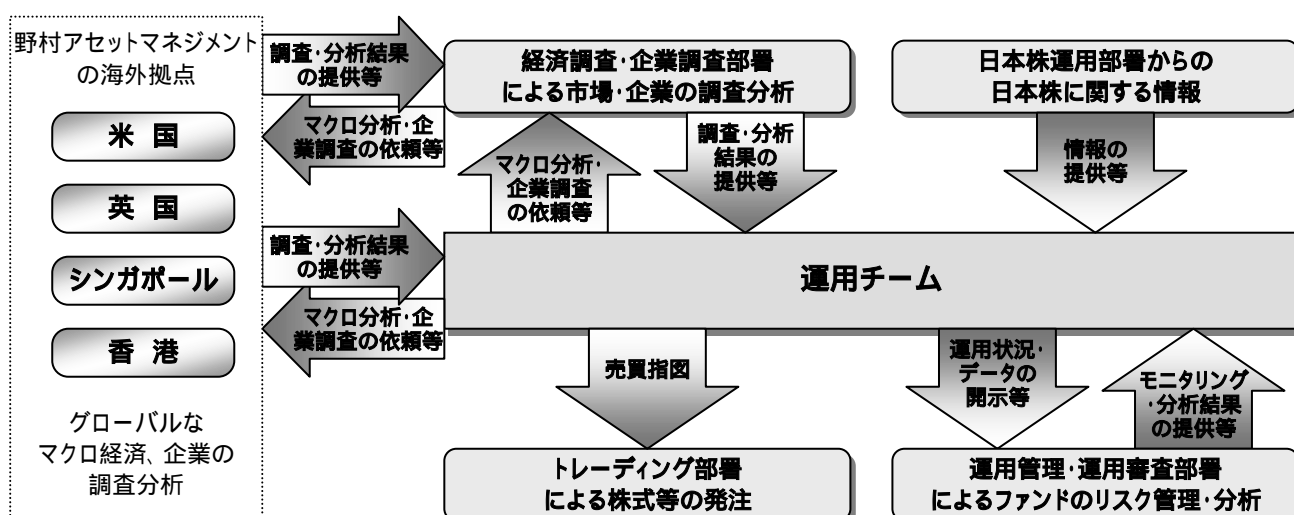 野村アセットマネジメント
の海外拠点
米 国
英 国
シンガポール
香 港
グローバルな
マクロ経済、企業の
調査分析
調査・分析結果
の提供等
マクロ分析・企
業調査の依頼等
調査・分析結果
の提供等
マクロ分析・企
業調査の依頼等
経済調査・企業調査部署
による市場・企業の調査分析
日本株運用部署からの
日本株に関する情報
マクロ分析・
企業調査
の依頼等
調査・分析
結果の
提供等
情報の
提供等
運用チーム
売買指図
運用状況・
データの
開示等
モニタリング
・分析結果
の提供等
トレーディング部署
による株式等の発注
運用管理・運用審査部署
によるファンドのリスク管理・分析